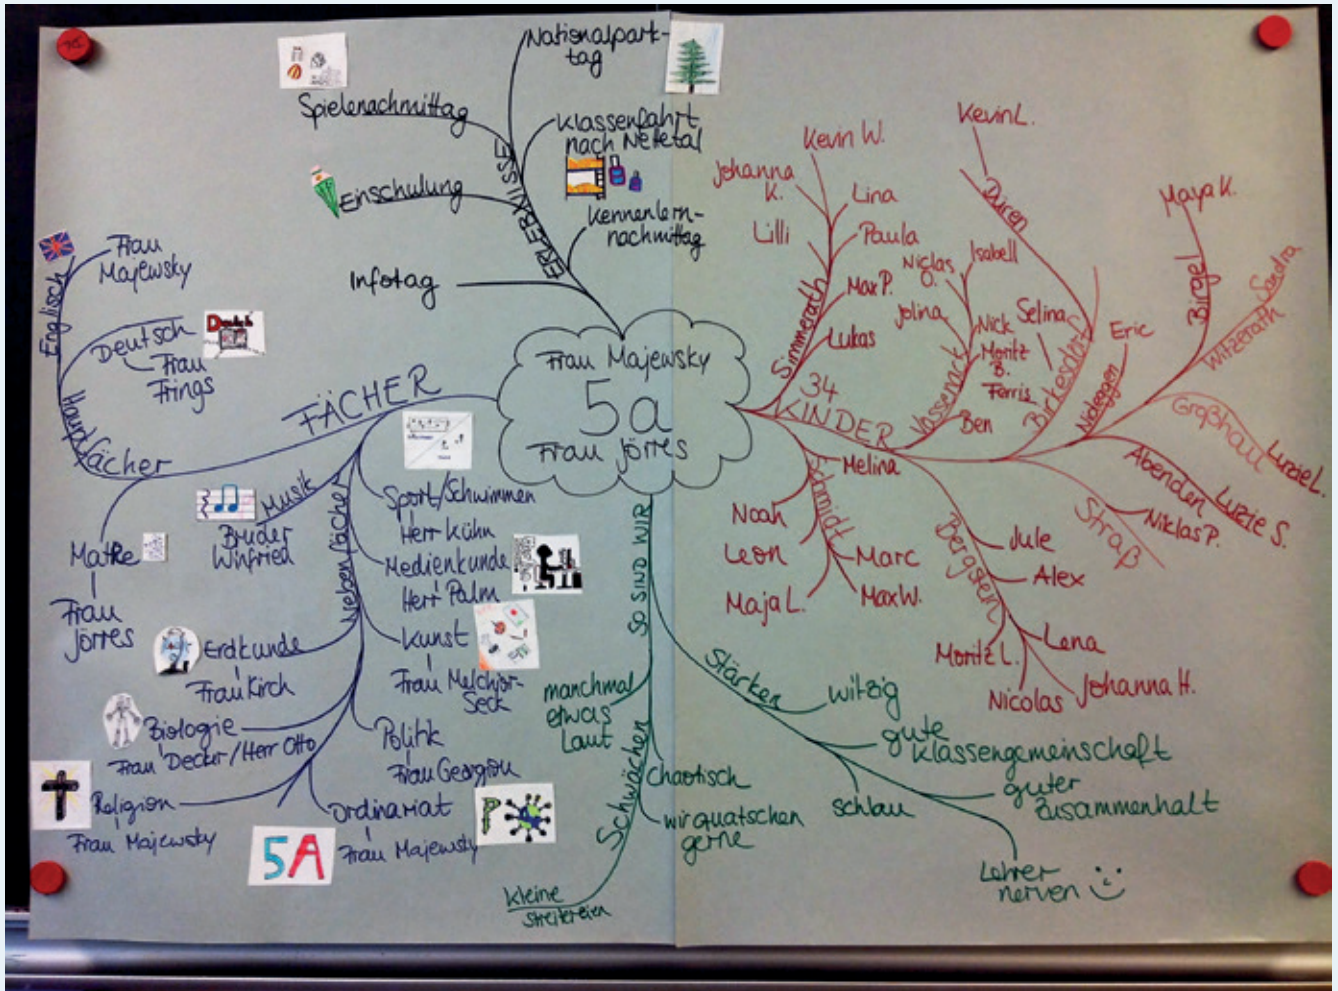 Frau Majewsky
5a
Frau Jörres
ERLEBNISSE
Nationalpark-
tag
Spielenachmittag
Klassenfahrt
nach Nettetal
Einschulung
Kennenlern-
nachmittag
Infotag
FÄCHER
Hauptfächer
Englisch
Frau
Majewsky
Deutsch
Frau
Frings
Deutsch
Mathe
Frau
Jörres
Nebenfächer
Musik
Bruder
Winfried
Sport/Schwimmen
Herr Kühn
Medienkunde
Herr Palm
Kunst
Frau Melchior-
Seck
Erdkunde
Frau Kirch
Biologie
Frau Decker/Herr Otto
Politik
Frau Georgion
Religion
Frau Majewsky
Ordinariat
Frau Majewsky
5A
P
SO SIND WIR
Schwächen
manchmal
etwas
laut
chaotisch
wir quatschen
gerne
kleine
Streitereien
Stärken
witzig
gute
Klassengemeinschaft
schlau
guter
Zusammenhalt
Lehrer
nerven
34
KINDER
Simmerath
Kevin W.
Johanna
K.
Lina
Lilli
Paula
Max P.
Lukas
Vossenack
Niclas
O.
Isabell
Jolina
Nick
Moritz
B.
Ben
Birkesdorf
Selina
Ferris
Düren
Kevin L.
Nideggen
Eric
Maya K.
Witzerath
Sandra
Großhau
Luzie L.
Abenden
Luzie S.
Straß
Niklas P.
Schmidt
Melina
Noah
Leon
Maja L.
Marc
Max W.
Bergstein
Jule
Alex
Lena
Moritz L.
Nicolas
Johanna H.